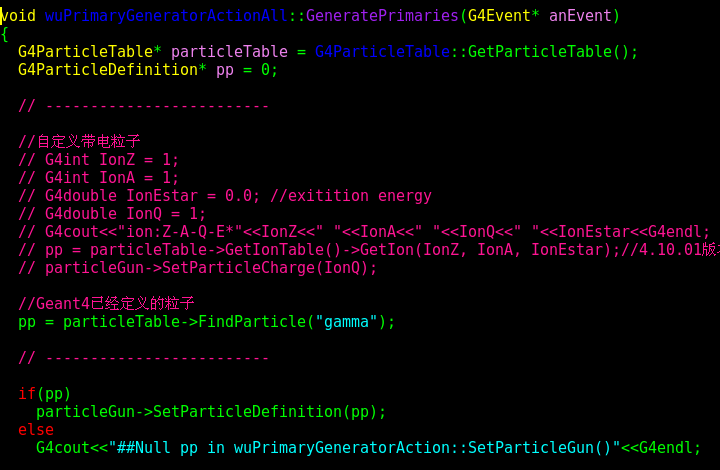 void wuPrimaryGeneratorActionAll::GeneratePrimaries(G4Event* anEvent)
{
  G4ParticleTable* particleTable = G4ParticleTable::GetParticleTable();
  G4ParticleDefinition* pp = 0;
  // -------------------------
  //自定义带电粒子
  // G4int IonZ = 1;
  // G4int IonA = 1;
  // G4double IonEstar = 0.0; //exitition energy
  // G4double IonQ = 1;
  // G4cout<<"ion:Z-A-Q-E*"<<IonZ<<" "<<IonA<<" "<<IonQ<<" "<<IonEstar<<G4endl;
  // pp = particleTable->GetIonTable()->GetIon(IonZ, IonA, IonEstar);//4.10.01版
  // particleGun->SetParticleCharge(IonQ);
  //Geant4已经定义的粒子
  pp = particleTable->FindParticle("gamma");
  // -------------------------
  if(pp)
    particleGun->SetParticleDefinition(pp);
  else
    G4cout<<"##Null pp in wuPrimaryGeneratorAction::SetParticleGun()"<<G4endl;